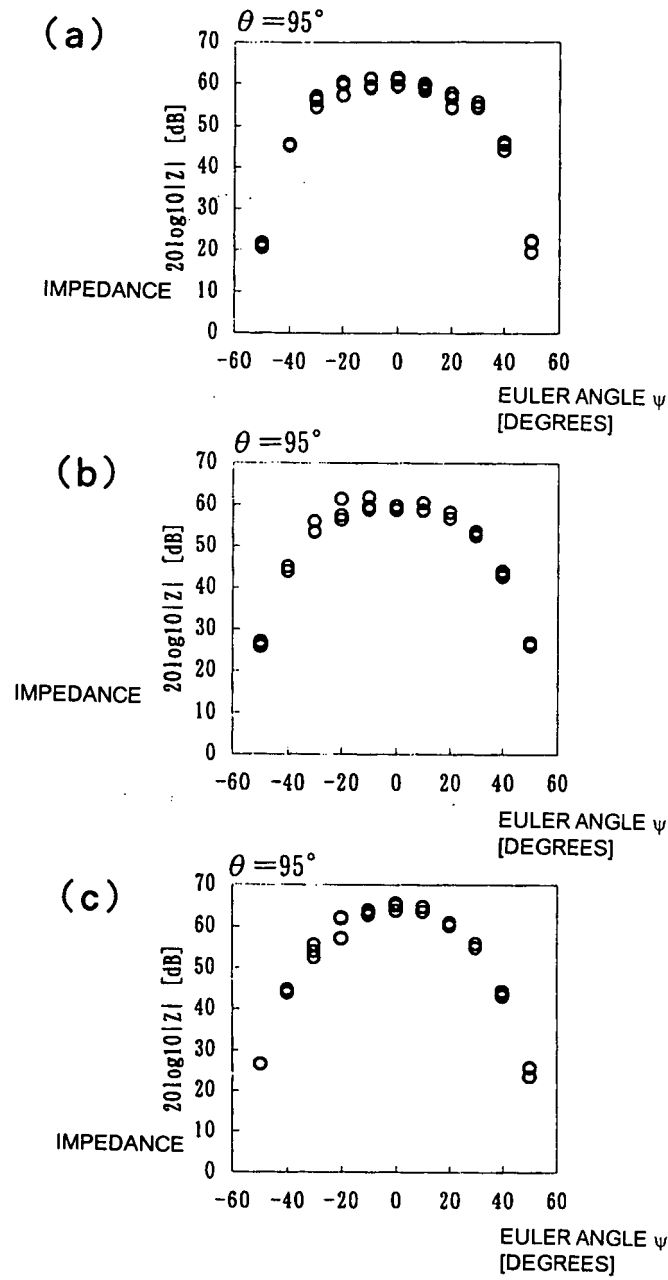 (a)
θ=95°
70
60
50
40
30
20
10
0
20log10|Z| [dB]
IMPEDANCE
-60 -40 -20 0 20 40 60
EULER ANGLE ψ
[DEGREES]
(b)
θ=95°
70
60
50
40
30
20
10
0
20log10|Z| [dB]
IMPEDANCE
-60 -40 -20 0 20 40 60
EULER ANGLE ψ
[DEGREES]
(c)
θ=95°
70
60
50
40
30
20
10
0
20log10|Z| [dB]
IMPEDANCE
-60 -40 -20 0 20 40 60
EULER ANGLE ψ
[DEGREES]